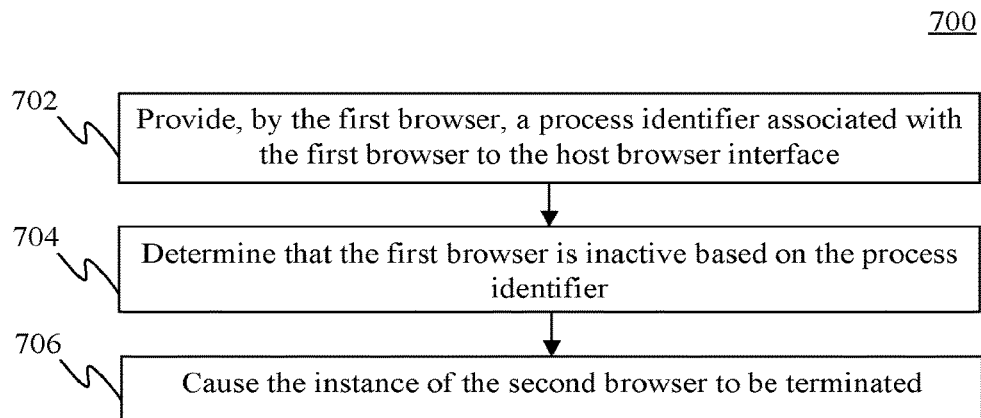 700
702
Provide, by the first browser, a process identifier associated with
the first browser to the host browser interface
704
Determine that the first browser is inactive based on the process
identifier
706
Cause the instance of the second browser to be terminated